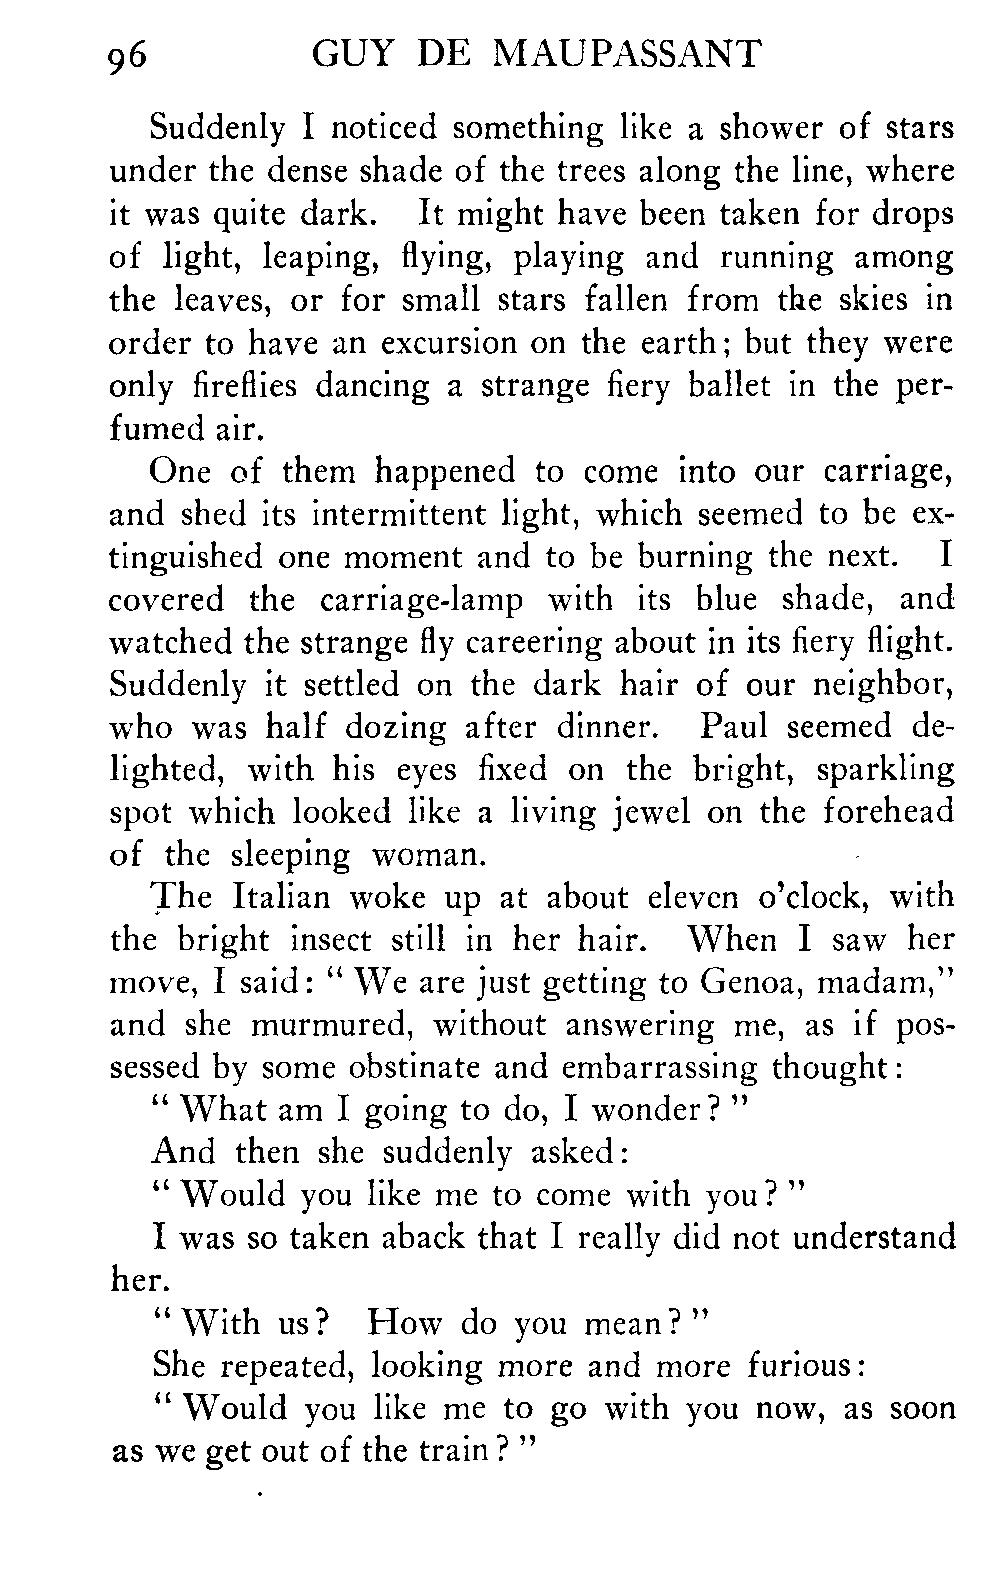 96 GUY DE MAUPASSANT
Suddenly I noticed something like a shower of stars
under the dense shade of the trees along the line, where
it was quite dark. It might have been taken for drops
of light, leaping, flying, playing and running among
the leaves, or for small stars fallen from the skies in
order to have an excursion on the earth; but they were
only fireflies dancing a strange fiery ballet in the per-
fumed air.
One of them happened to come into our carriage,
and shed its intermittent light, which seemed to be ex-
tinguished one moment and to be burning the next. I
covered the carriage-lamp with its blue shade, and
watched the strange fly careering about in its fiery flight.
Suddenly it settled on the dark hair of our neighbor,
who was half dozing after dinner. Paul seemed de-
lighted, with his eyes fixed on the bright, sparkling
spot which looked like a living jewel on the forehead
of the sleeping woman.
The Italian woke up at about eleven o'clock, with
the bright insect still in her hair. When I saw her
move, I said: "We are just getting to Genoa, madam,"
and she murmured, without answering me, as if pos-
sessed by some obstinate and embarrassing thought:
"What am I going to do, I wonder?"
And then she suddenly asked:
"Would you like me to come with you?"
I was so taken aback that I really did not understand
her.
"With us? How do you mean?"
She repeated, looking more and more furious:
"Would you like me to go with you now, as soon
as we get out of the train?"